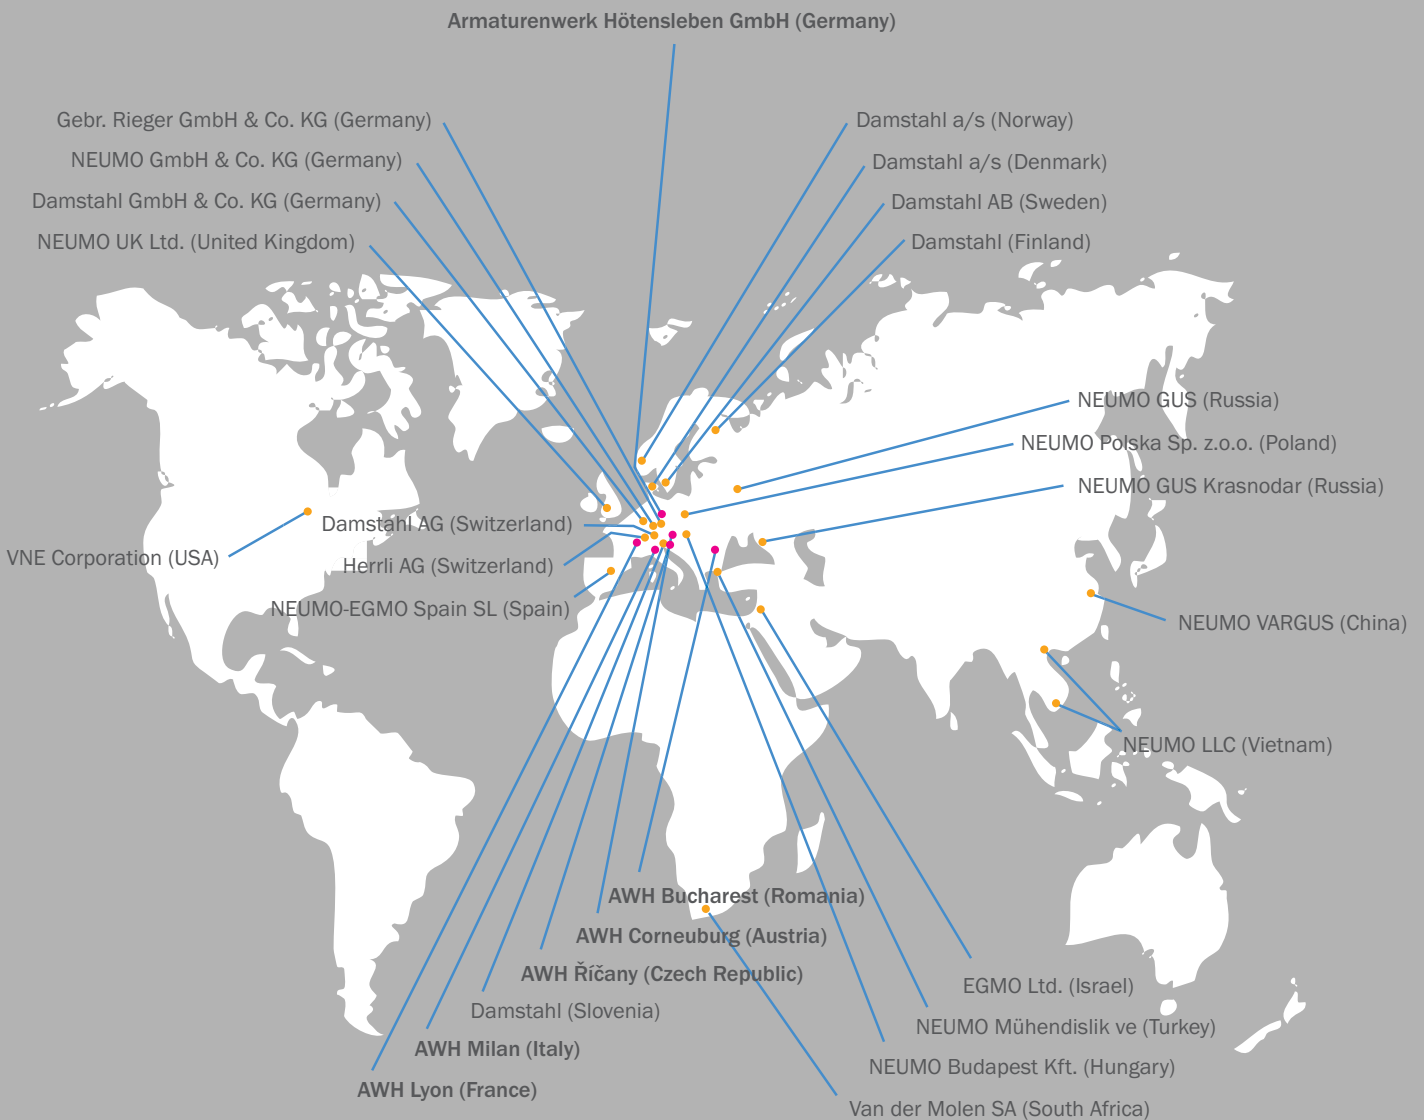 Armaturenwerk Hötensleben GmbH (Germany)
Gebr. Rieger GmbH & Co. KG (Germany)
NEUMO GmbH & Co. KG (Germany)
Damstahl GmbH & Co. KG (Germany)
NEUMO UK Ltd. (United Kingdom)
Damstahl a/s (Norway)
Damstahl a/s (Denmark)
Damstahl AB (Sweden)
Damstahl (Finland)
NEUMO GUS (Russia)
NEUMO Polska Sp. z.o.o. (Poland)
NEUMO GUS Krasnodar (Russia)
Damstahl AG (Switzerland)
VNE Corporation (USA)
Herrli AG (Switzerland)
NEUMO-EGMO Spain SL (Spain)
NEUMO VARGUS (China)
NEUMO LLC (Vietnam)
AWH Bucharest (Romania)
AWH Corneuburg (Austria)
AWH Říčany (Czech Republic)
Damstahl (Slovenia)
AWH Milan (Italy)
AWH Lyon (France)
EGMO Ltd. (Israel)
NEUMO Mühendislik ve (Turkey)
NEUMO Budapest Kft. (Hungary)
Van der Molen SA (South Africa)